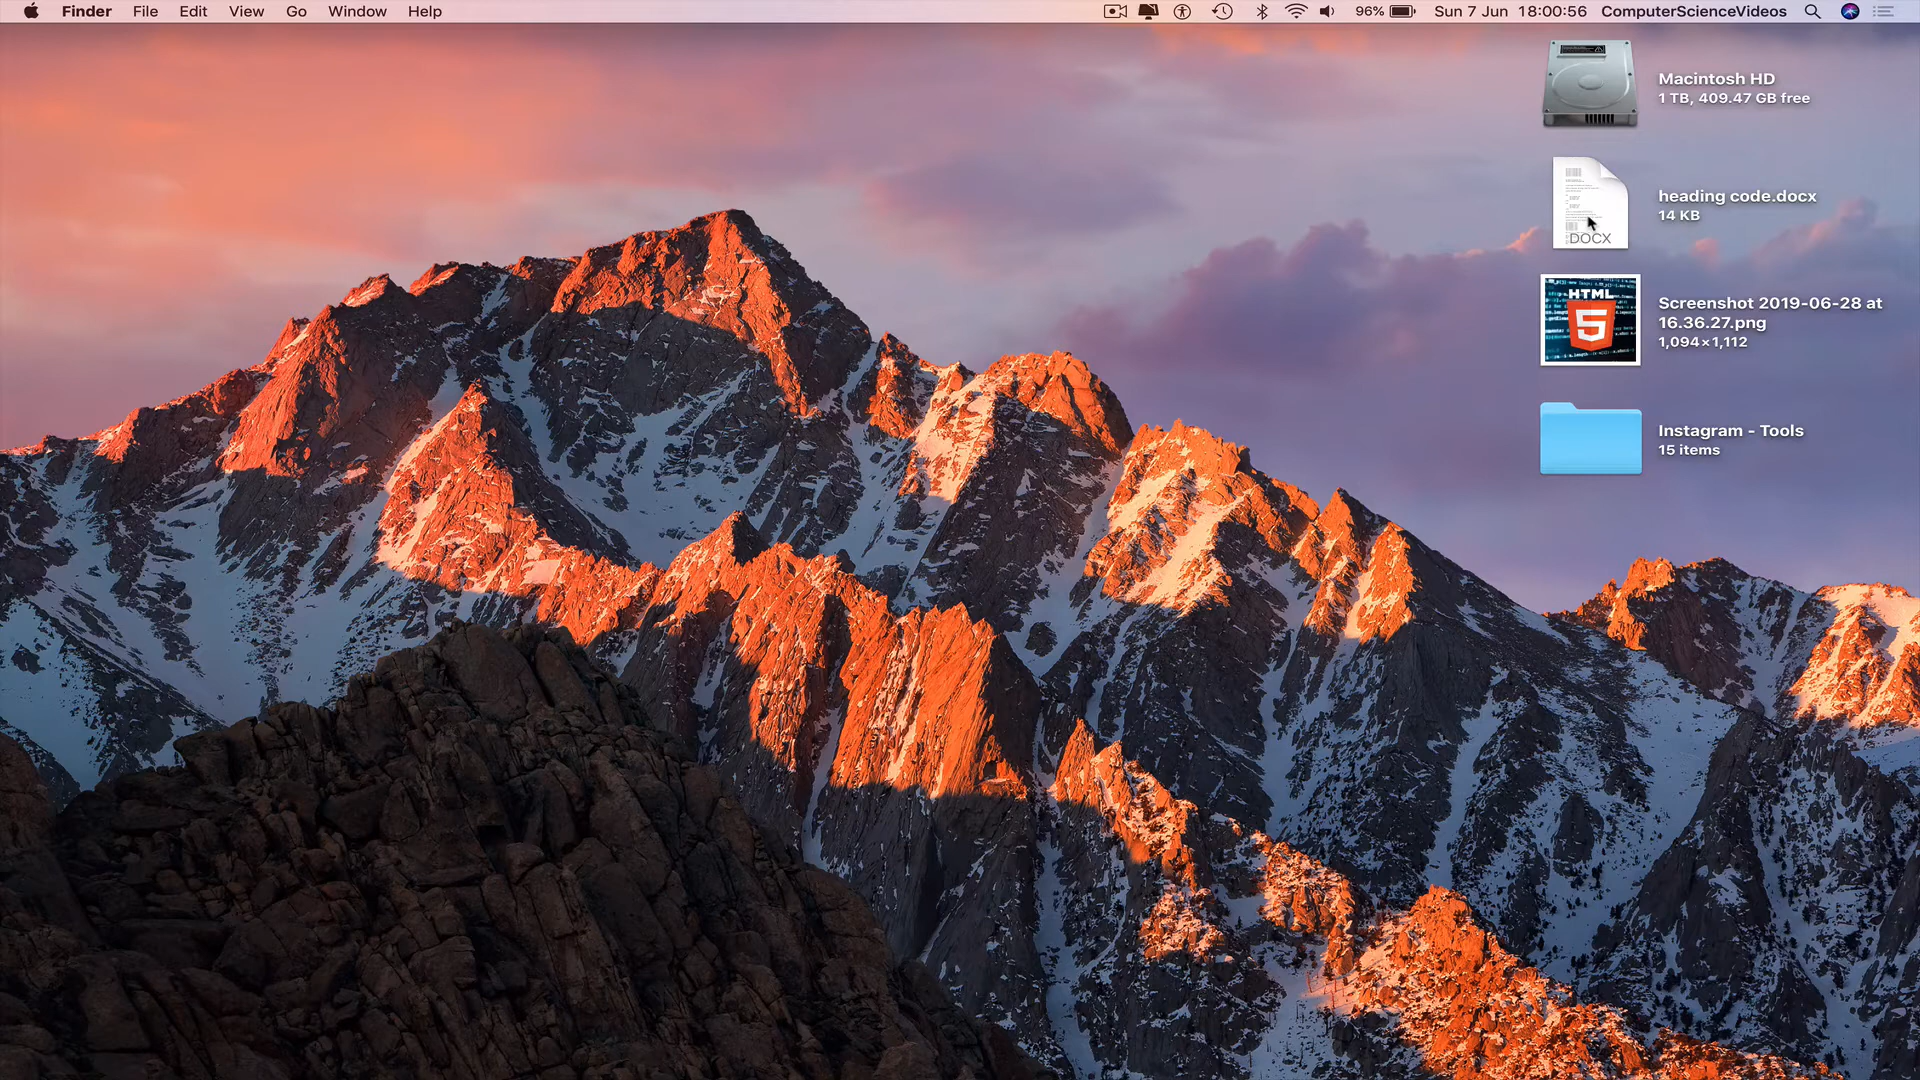 Finder File Edit View Go Window Help 96% Sun 7 Jun 18:00:56 ComputerScienceVideos
Macintosh HD
1 TB, 409.47 GB free
heading code.docx
14 KB
DOCX
HTML
5
Screenshot 2019-06-28 at
16.36.27.png
1,094×1,112
Instagram - Tools
15 items